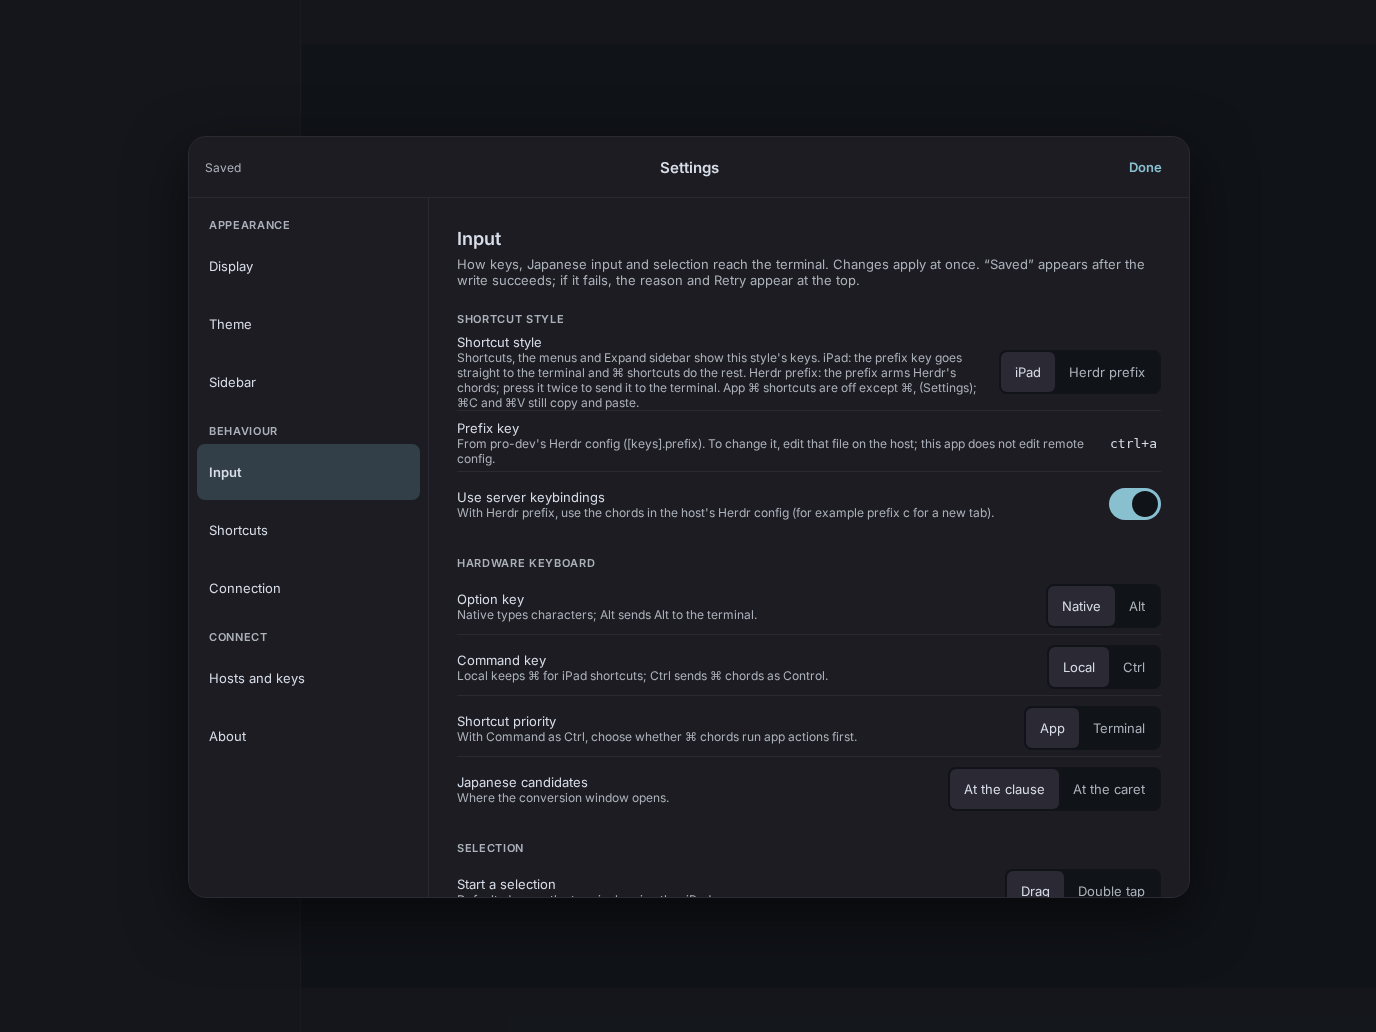 Saved
Settings
Done
APPEARANCE
Display
Theme
Sidebar
BEHAVIOUR
Input
Shortcuts
Connection
CONNECT
Hosts and keys
About
Input
How keys, Japanese input and selection reach the terminal. Changes apply at once. “Saved” appears after the
write succeeds; if it fails, the reason and Retry appear at the top.
SHORTCUT STYLE
Shortcut style
Shortcuts, the menus and Expand sidebar show this style's keys. iPad: the prefix key goes
straight to the terminal and ⌘ shortcuts do the rest. Herdr prefix: the prefix arms Herdr's
chords; press it twice to send it to the terminal. App ⌘ shortcuts are off except ⌘, (Settings);
⌘C and ⌘V still copy and paste.
iPad
Herdr prefix
Prefix key
From pro-dev's Herdr config ([keys].prefix). To change it, edit that file on the host; this app does not edit remote
config.
ctrl+a
Use server keybindings
With Herdr prefix, use the chords in the host's Herdr config (for example prefix c for a new tab).
HARDWARE KEYBOARD
Option key
Native types characters; Alt sends Alt to the terminal.
Native
Alt
Command key
Local keeps ⌘ for iPad shortcuts; Ctrl sends ⌘ chords as Control.
Local
Ctrl
Shortcut priority
With Command as Ctrl, choose whether ⌘ chords run app actions first.
App
Terminal
Japanese candidates
Where the conversion window opens.
At the clause
At the caret
SELECTION
Start a selection
Drag
Double tap